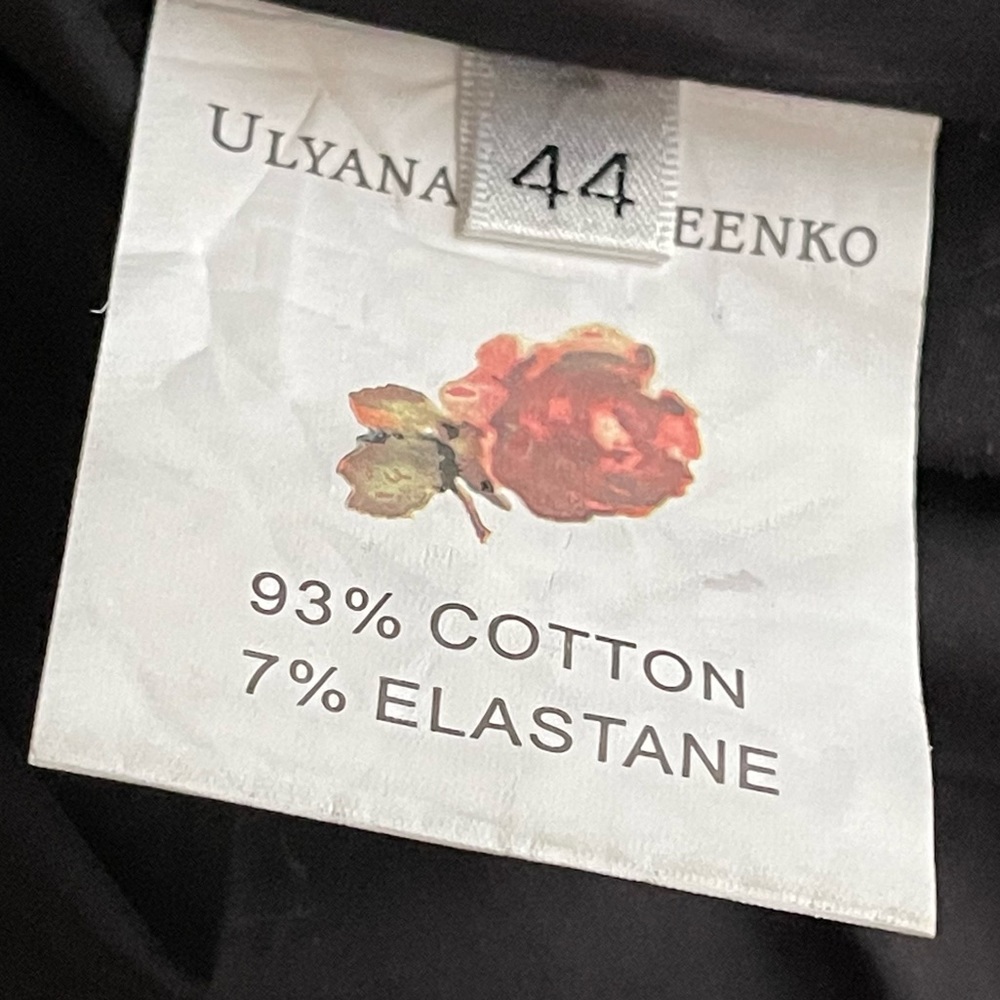 ULYANA EENKO
44
93% COTTON
7% ELASTANE